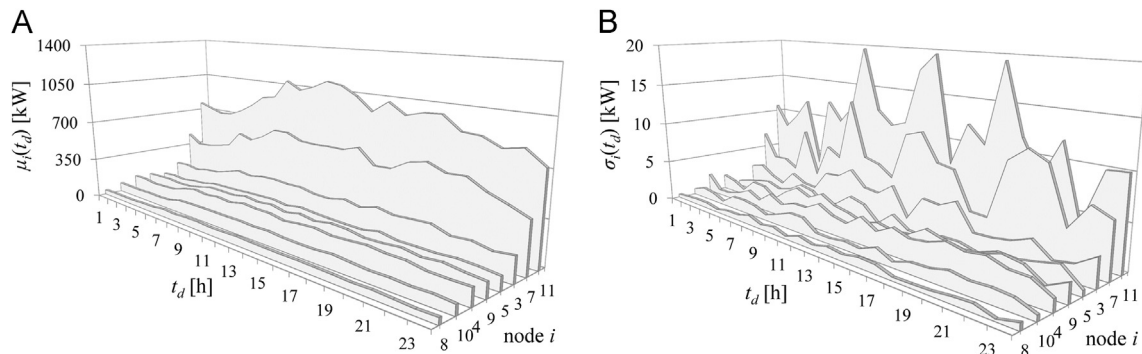 A
1400
1050
700
350
0
μi(td) [kW]
1 3 5 7 9 11 13 15 17 19 21 23
td [h]
8 10 4 9 5 3 7 11
node i
B
20
15
10
5
0
σi(td) [kW]
1 3 5 7 9 11 13 15 17 19 21 23
td [h]
8 10 4 9 5 3 7 11
node i